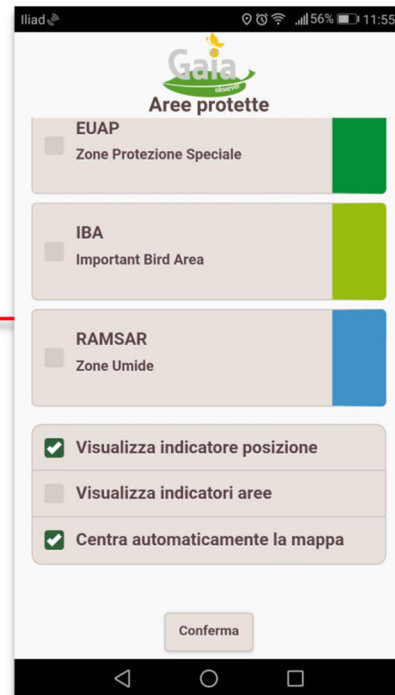 Iliad
56% 11:55
Gaia
observer
Aree protette
EUAP
Zone Protezione Speciale
IBA
Important Bird Area
RAMSAR
Zone Umide
Visualizza indicatore posizione
Visualizza indicatori aree
Centra automaticamente la mappa
Conferma